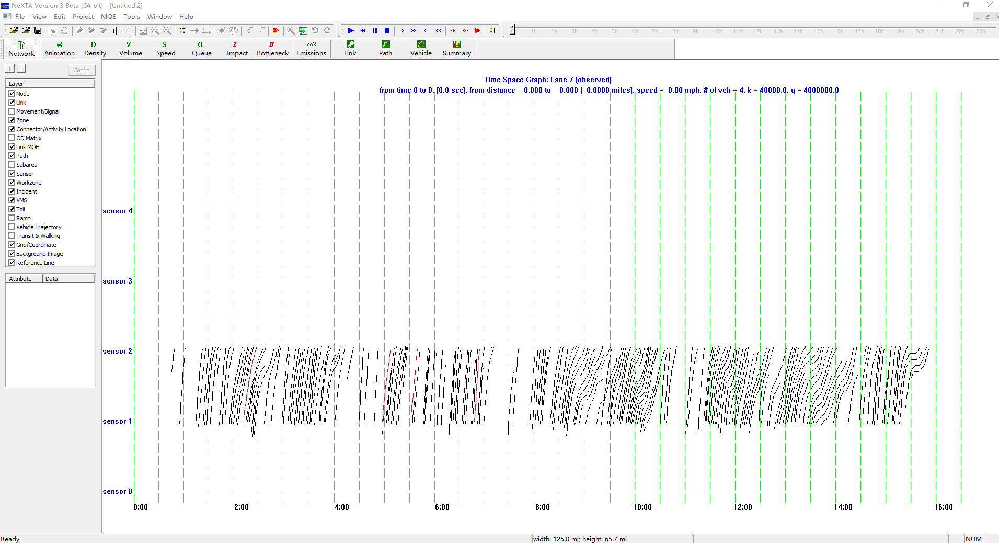 NeXTA Version 3 Beta (64-bit) - [Untitled:2]
File View Edit Project MOE Tools Window Help
1h. 2h. 3h. 4h. 5h. 6h. 7h. 8h. 9h. 10h. 11h. 12h. 13h. 14h. 15h. 16h. 17h. 18h. 19h. 20h. 21h. 22h. 23h.
D V S Q I B co2
Network Animation Density Volume Speed Queue Impact Bottleneck Emissions Link Path Vehicle Summary
+ - Config
Layer
Node
Link
Movement/Signal
Zone
Connector/Activity Location
OD Matrix
Link MOE
Path
Subarea
Sensor
Workzone
Incident
VMS
Toll
Ramp
Vehicle Trajectory
Transit & Walking
Grid/Coordinate
Background Image
Reference Line
Attribute Data
Time-Space Graph: Lane 7 (observed)
from time 0 to 0, [0.0 sec], from distance 0.000 to 0.000 [ 0.0000 miles], speed = 0.00 mph, # of veh = 4, k = 40000.0, q = 4000000.0
sensor 4
sensor 3
sensor 2
sensor 1
sensor 0
0:00 2:00 4:00 6:00 8:00 10:00 12:00 14:00 16:00
Ready
width: 125.0 mi; height: 65.7 mi
NUM